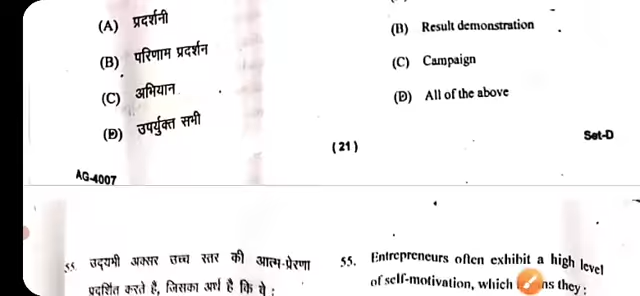 (A) प्रदर्शनी
(B) परिणाम प्रदर्शन
(C) अभियान
(D) उपर्युक्त सभी
(B) Result demonstration
(C) Campaign
(D) All of the above
(21)
Set-D
AG-4007
55. उद्यमी अक्सर उच्च स्तर की आत्म-प्रेरणा
प्रदर्शित करते है, जिसका अर्थ है कि वे :
55. Entrepreneurs often exhibit a high level
of self-motivation, which they :